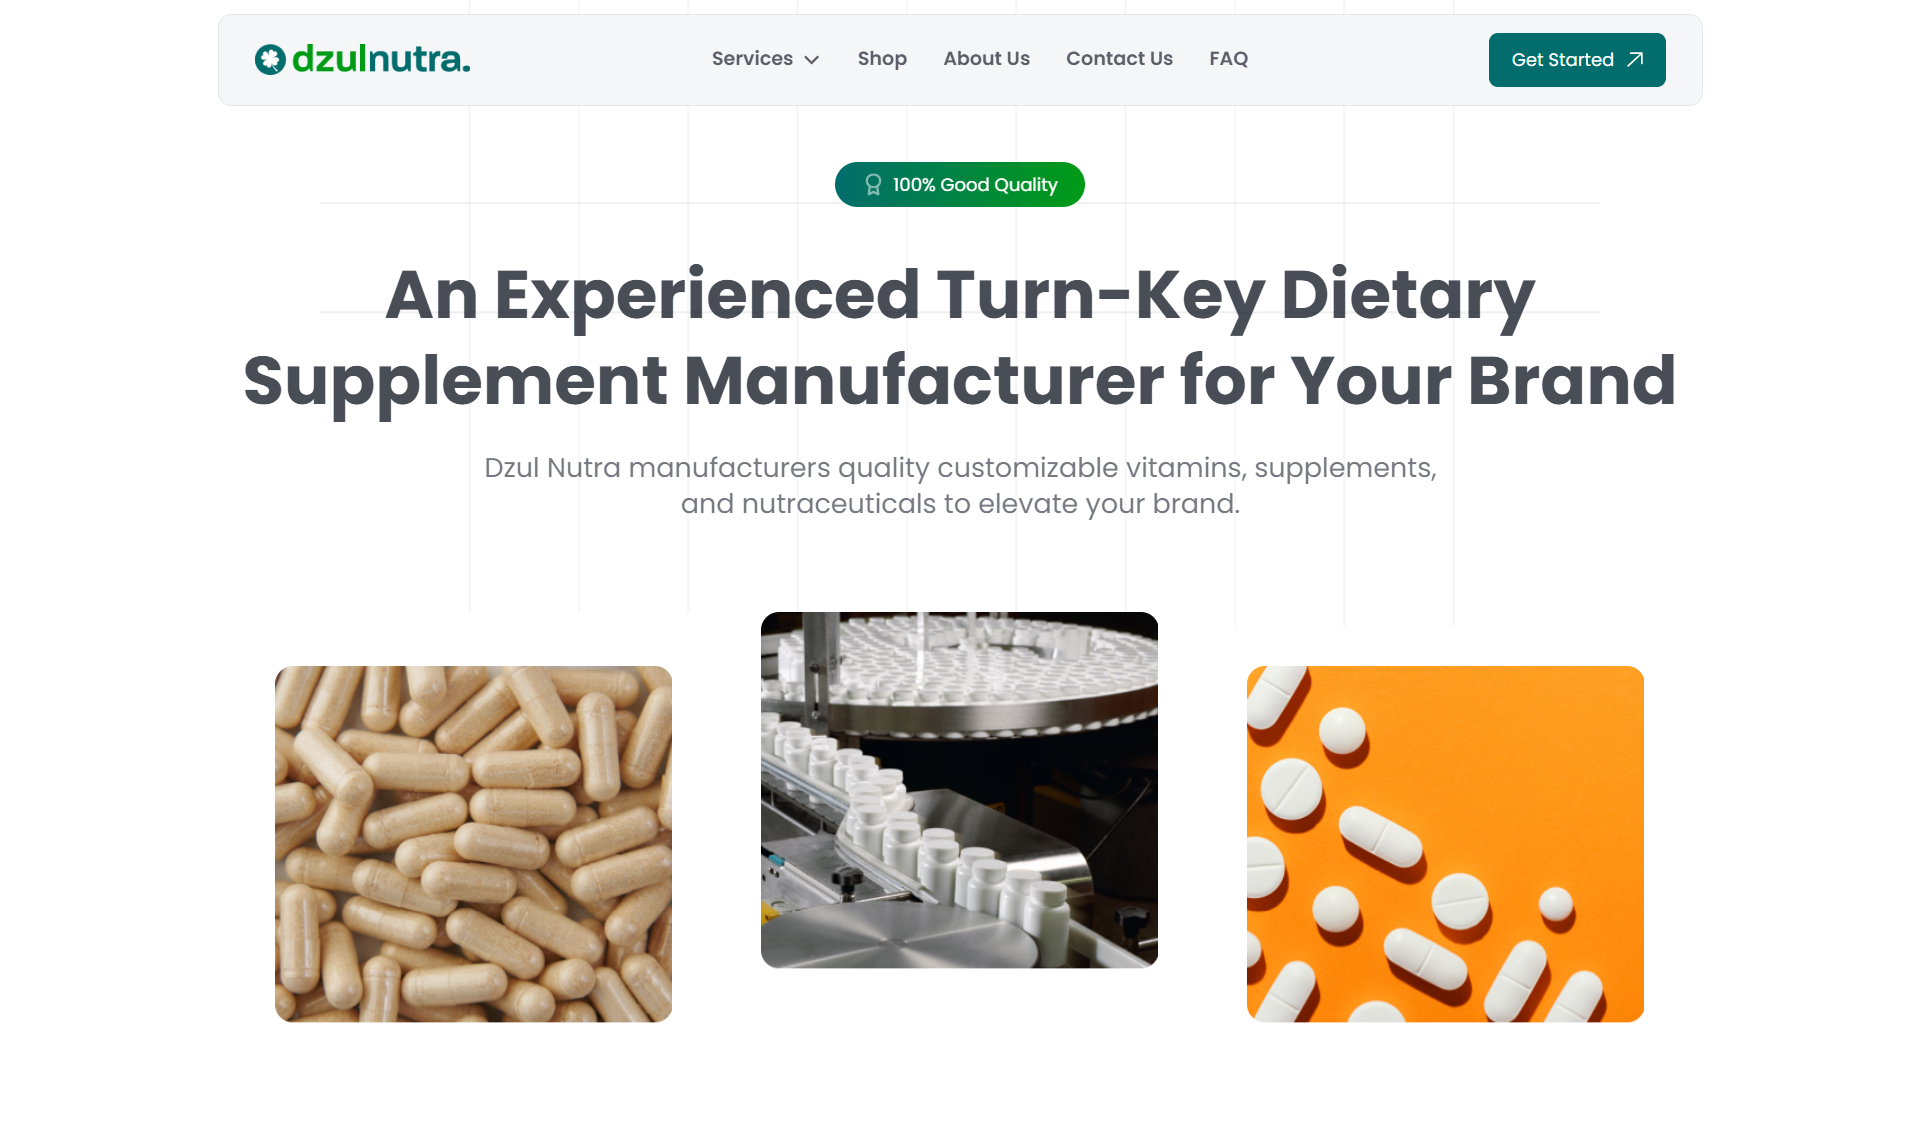 dzulnutra.
Services
Shop
About Us
Contact Us
FAQ
Get Started
100% Good Quality
An Experienced Turn-Key Dietary
Supplement Manufacturer for Your Brand
Dzul Nutra manufacturers quality customizable vitamins, supplements,
and nutraceuticals to elevate your brand.